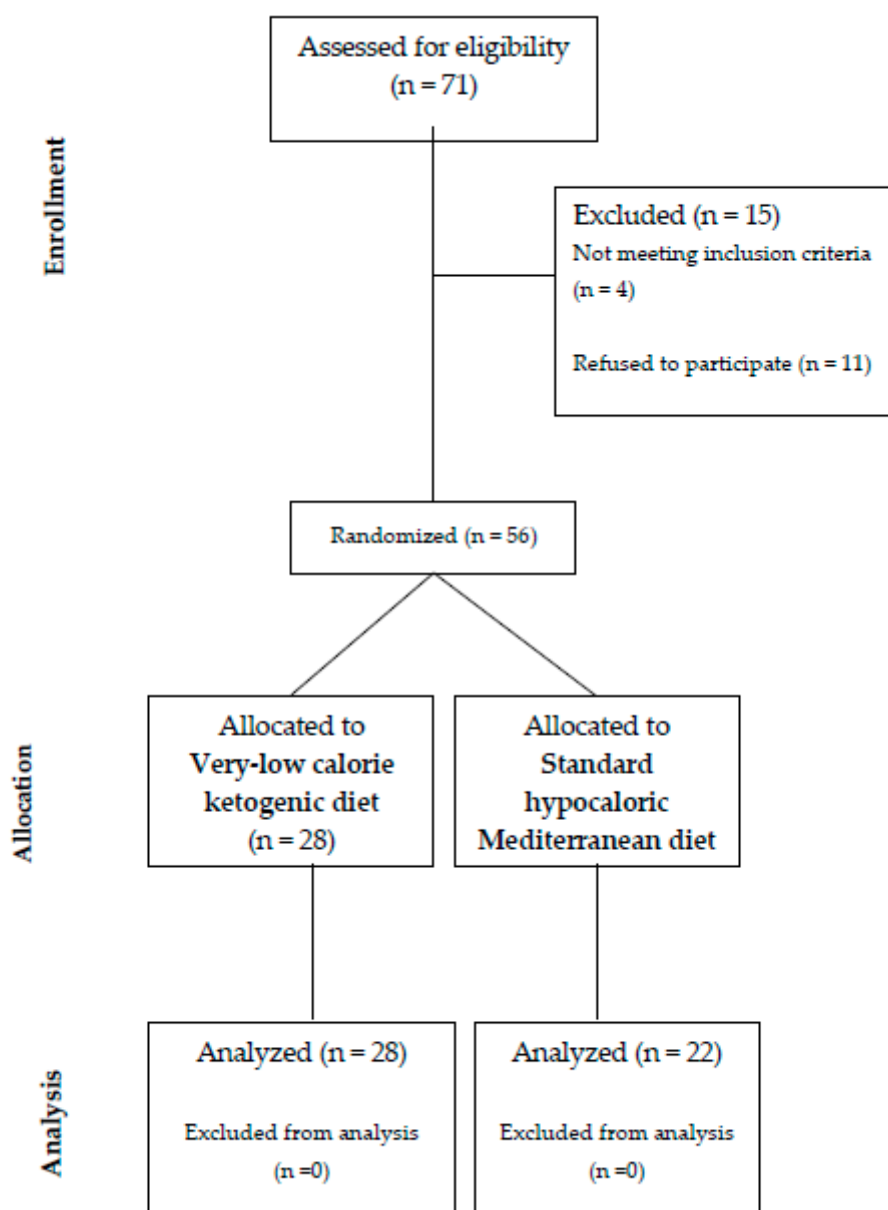 Assessed for eligibility
(n = 71)
Enrollment
Excluded (n = 15)
Not meeting inclusion criteria
(n = 4)
Refused to participate (n = 11)
Randomized (n = 56)
Allocation
Allocated to
Very-low calorie
ketogenic diet
(n = 28)
Allocated to
Standard
hypocaloric
Mediterranean diet
Analysis
Analyzed (n = 28)
Excluded from analysis
(n =0)
Analyzed (n = 22)
Excluded from analysis
(n =0)